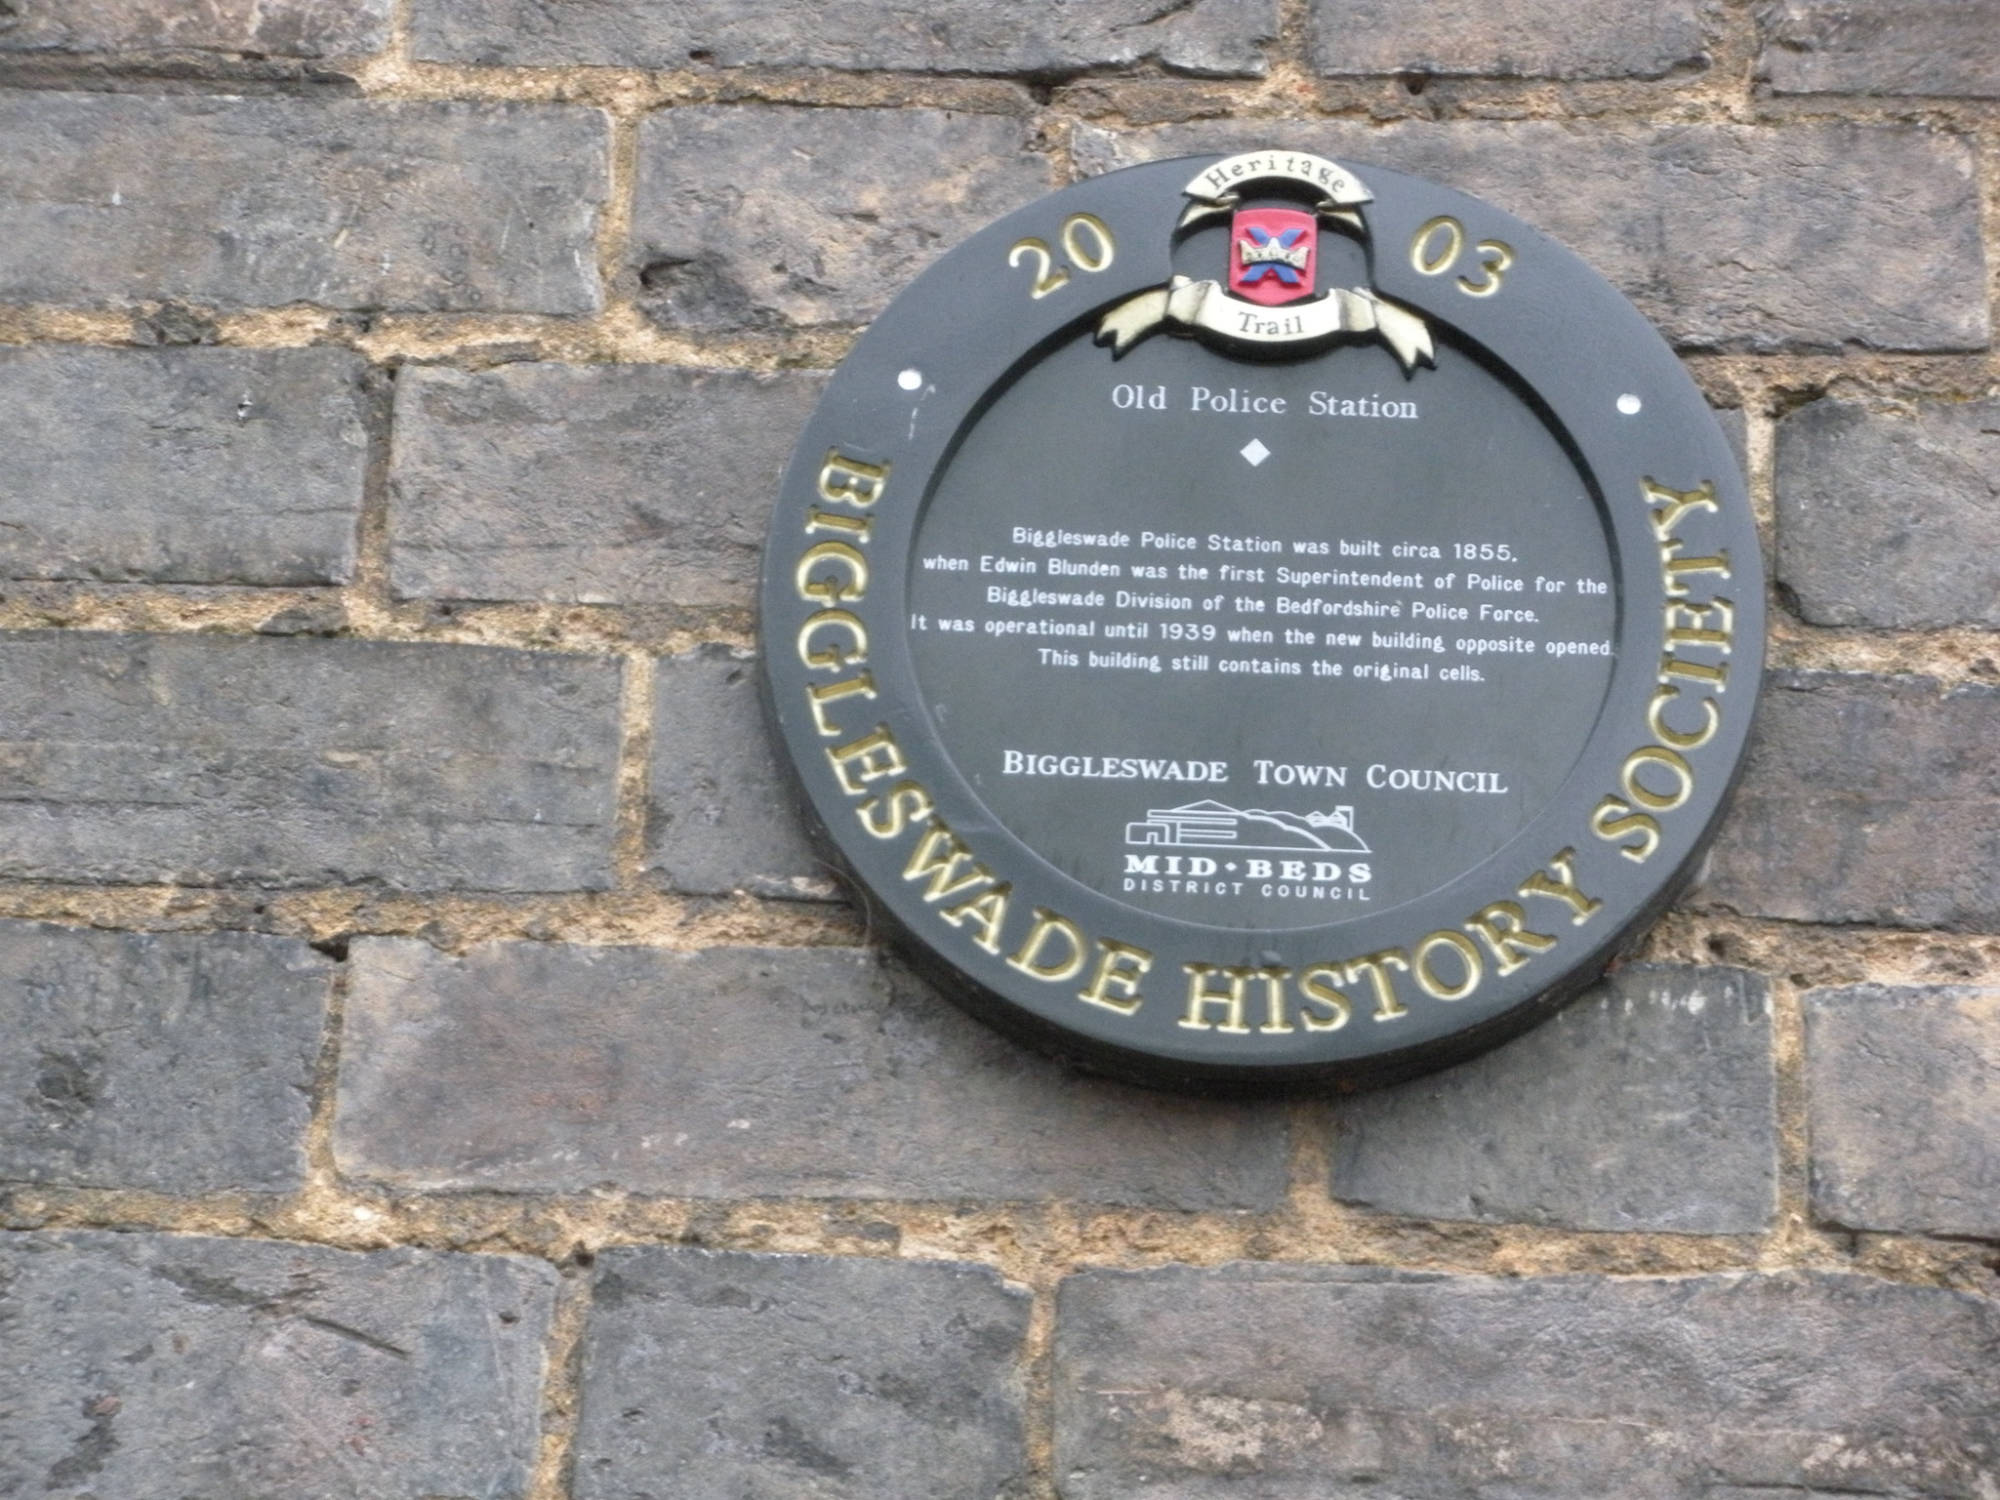 Heritage
20 03
Trail
Old Police Station
Biggleswade Police Station was built circa 1855.
when Edwin Blunden was the first Superintendent of Police for the
Biggleswade Division of the Bedfordshire Police Force.
It was operational until 1939 when the new building opposite opened.
This building still contains the original cells.
BIGGLESWADE TOWN COUNCIL
MID•BEDS
DISTRICT COUNCIL
BIGGLESWADE HISTORY SOCIETY